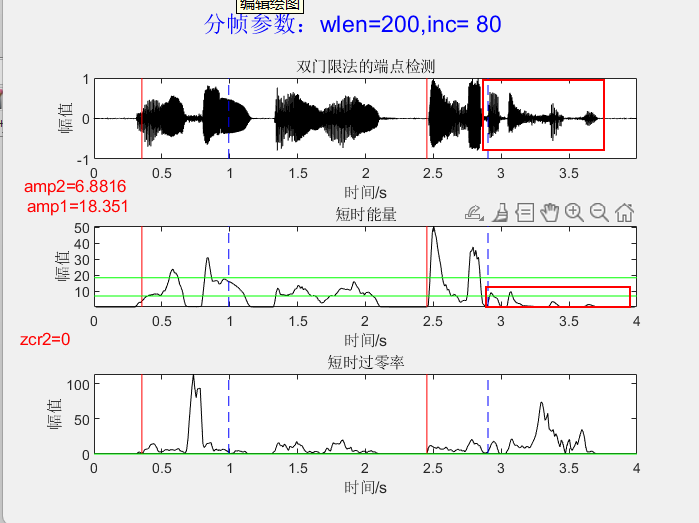 编辑绘图
分帧参数：wlen=200,inc= 80
双门限法的端点检测
1
0
-1
幅值
0 0.5 1 1.5 2 2.5 3 3.5 4
时间/s
amp2=6.8816
amp1=18.351
短时能量
50
40
30
20
10
幅值
0 0.5 1 1.5 2 2.5 3 3.5 4
时间/s
zcr2=0
短时过零率
100
50
0
幅值
0 0.5 1 1.5 2 2.5 3 3.5 4
时间/s